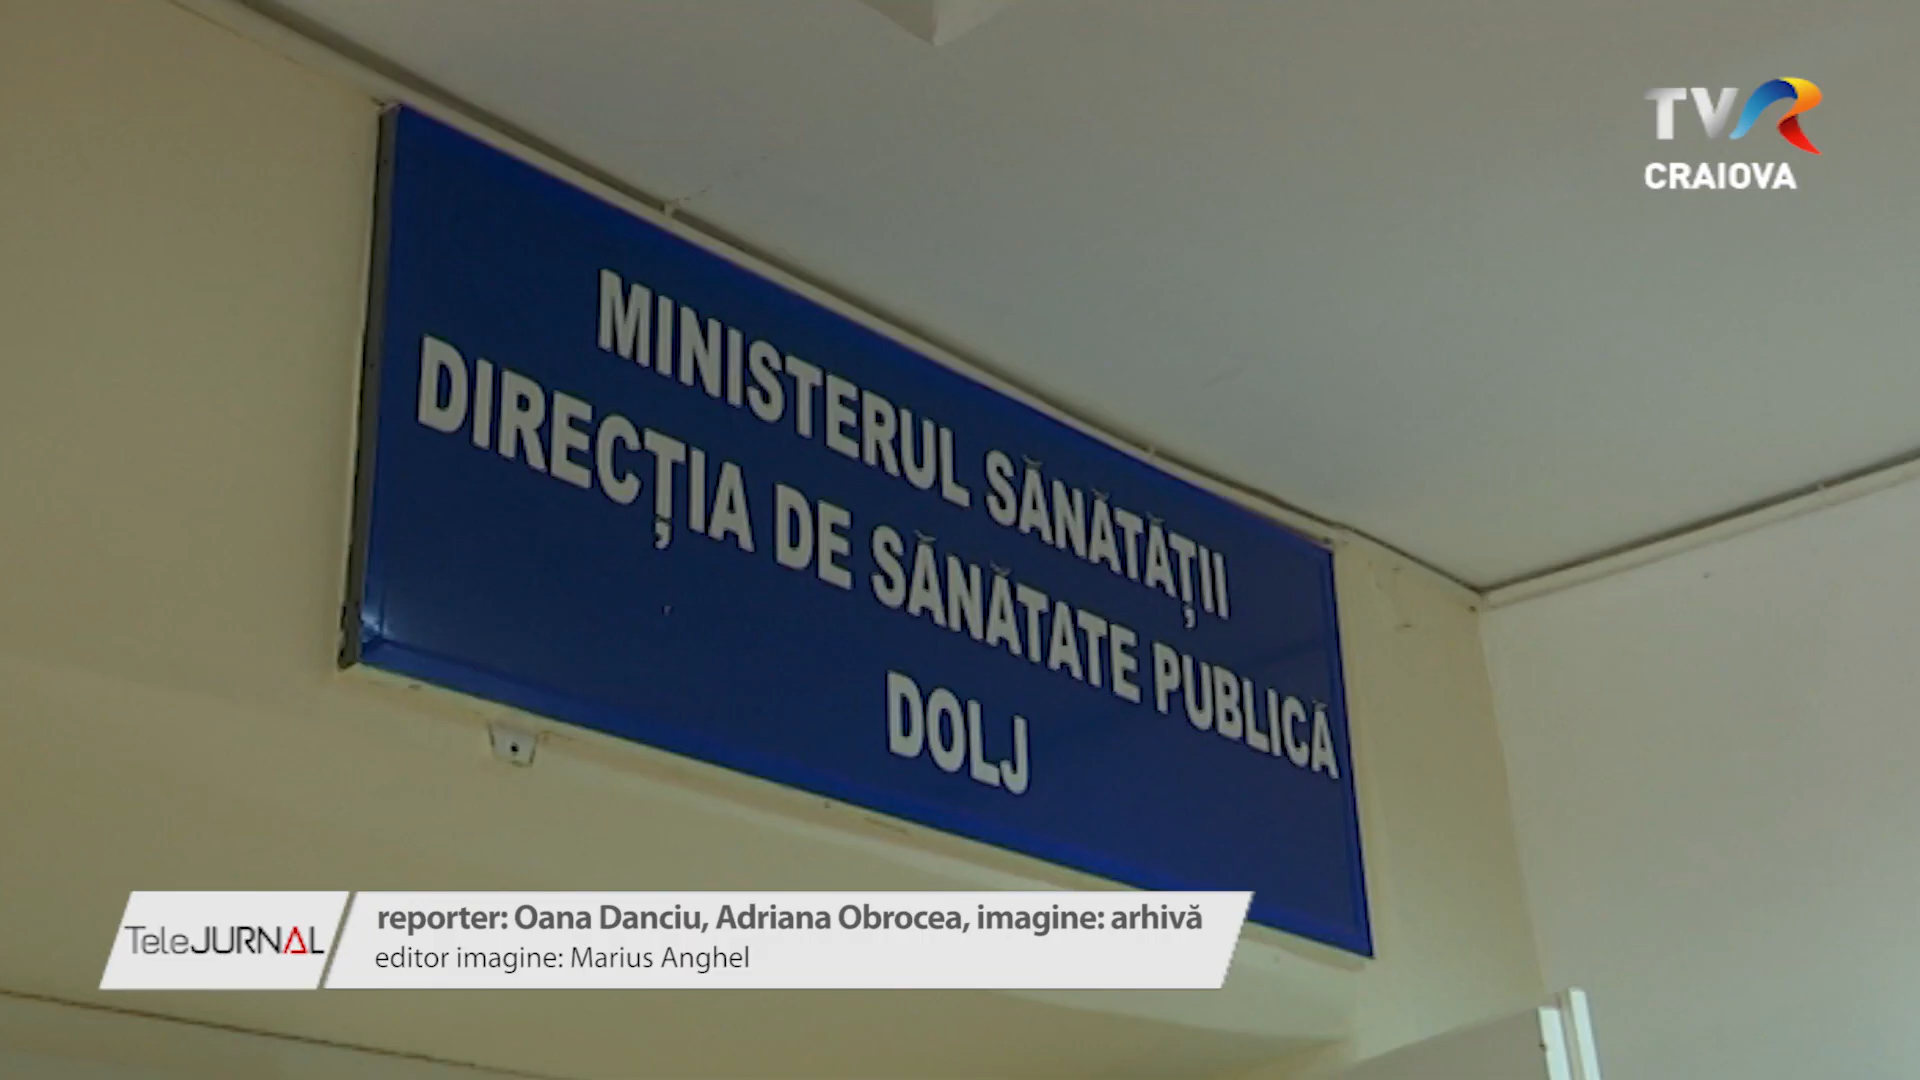 TVR
CRAIOVA
MINISTERUL SĂNĂTĂȚII
DIRECȚIA DE SĂNĂTATE PUBLICĂ
DOLJ
TeleJURNAL
reporter: Oana Danciu, Adriana Obrocea, imagine: arhivă
editor imagine: Marius Anghel